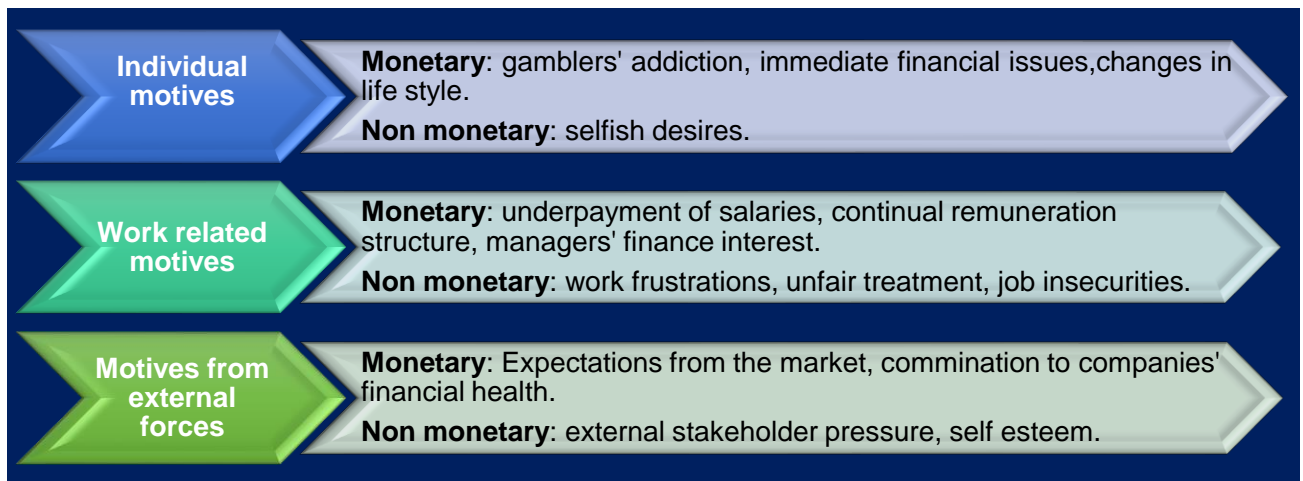 Individual
motives
Monetary: gamblers' addiction, immediate financial issues,changes in
life style.
Non monetary: selfish desires.
Work related
motives
Monetary: underpayment of salaries, continual remuneration
structure, managers' finance interest.
Non monetary: work frustrations, unfair treatment, job insecurities.
Motives from
external
forces
Monetary: Expectations from the market, commination to companies'
financial health.
Non monetary: external stakeholder pressure, self esteem.